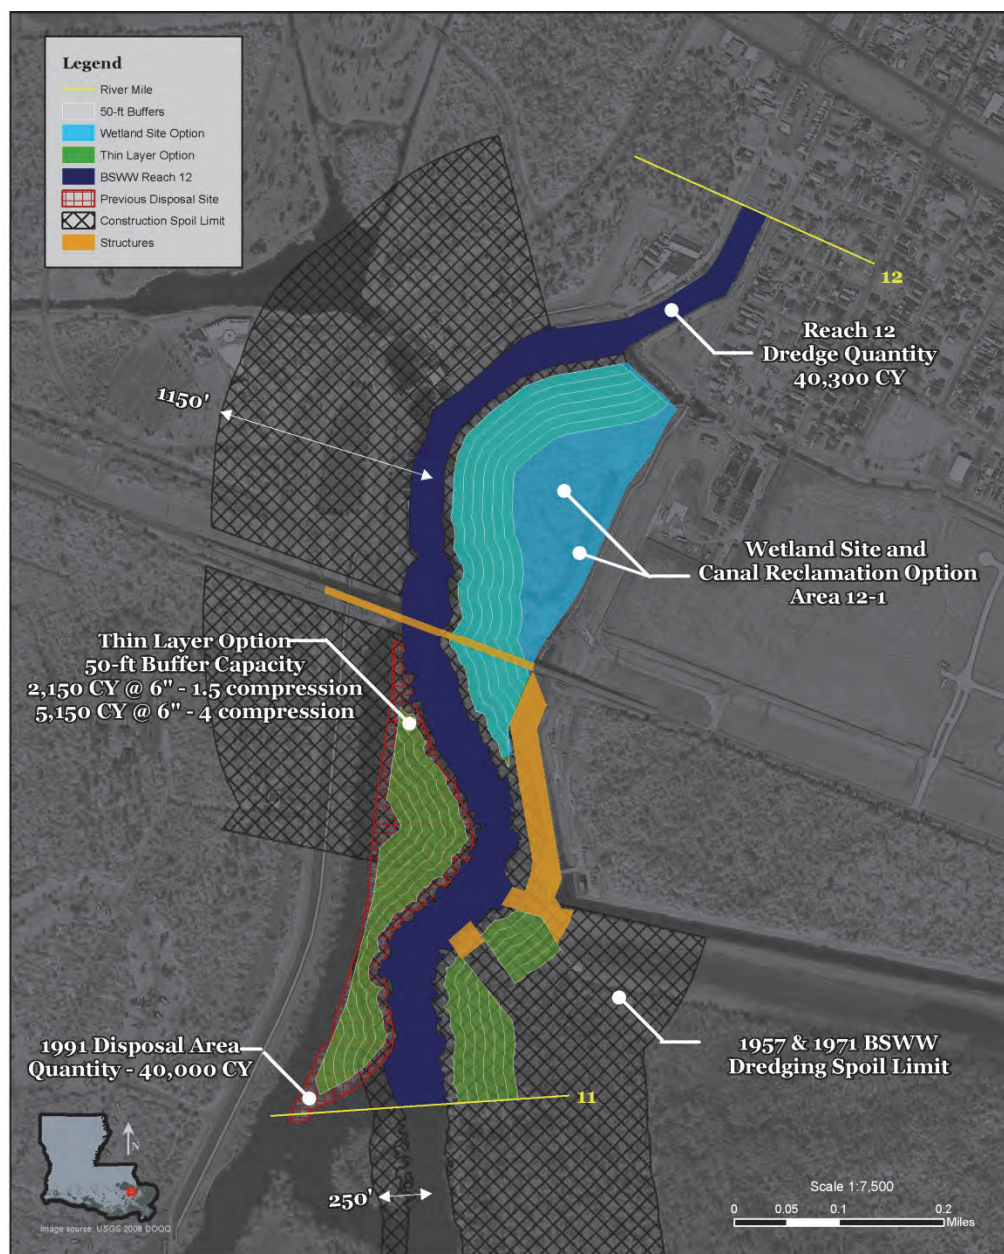 Legend
River Mile
50-ft Buffers
Wetland Site Option
Thin Layer Option
BSWW Reach 12
Previous Disposal Site
Construction Spoil Limit
Structures
12
Reach 12
Dredge Quantity
40,300 CY
1150'
Wetland Site and
Canal Reclamation Option
Area 12-1
Thin Layer Option
50-ft Buffer Capacity
2,150 CY @ 6" - 1.5 compression
5,150 CY @ 6" - 4 compression
1991 Disposal Area
Quantity - 40,000 CY
1957 & 1971 BSWW
Dredging Spoil Limit
11
N
250'
Image source: USGS 2008 DOQQ
Scale 1:7,500
0 0.05 0.1 0.2
Miles